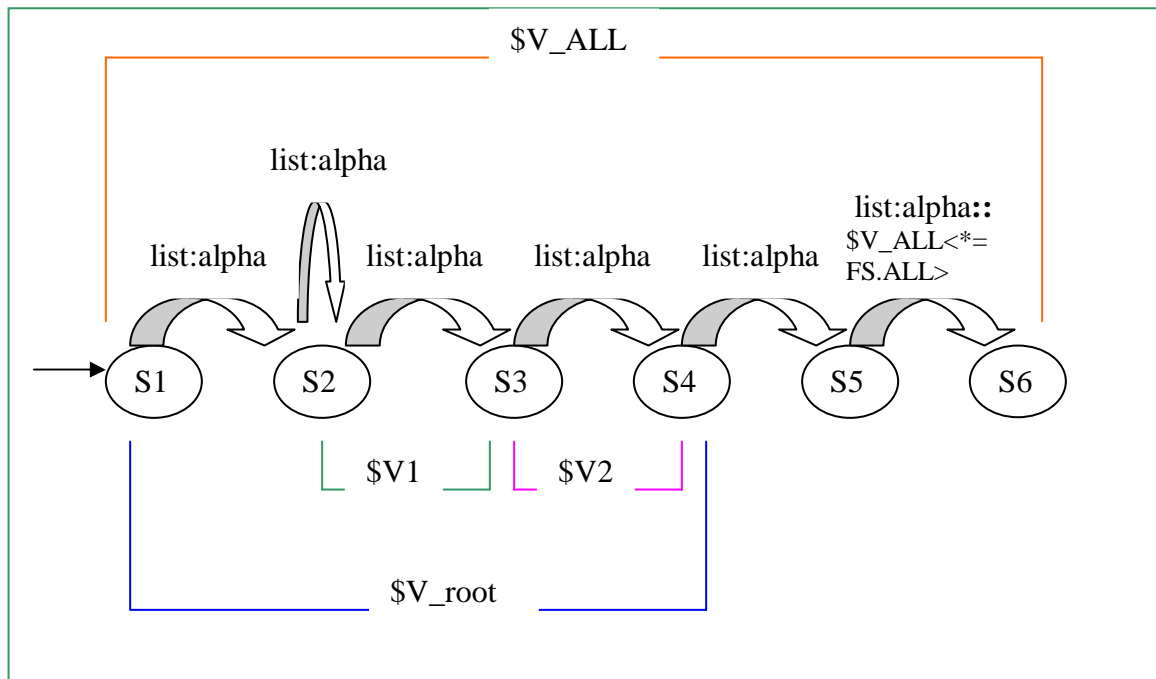 $V_ALL
list:alpha
list:alpha::
$V_ALL<*=
FS.ALL>
list:alpha
list:alpha
list:alpha
list:alpha
S1
S2
S3
S4
S5
S6
$V1
$V2
$V_root